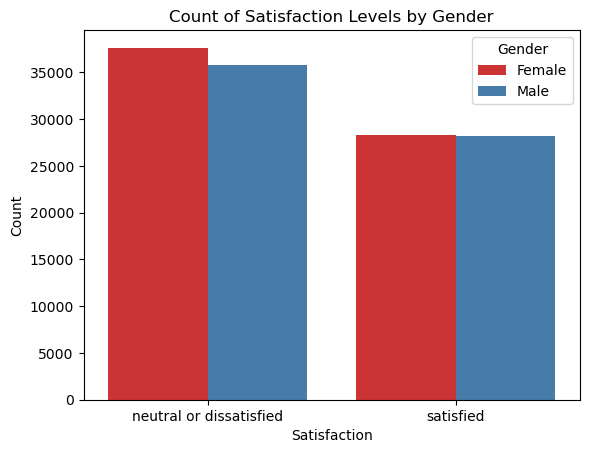 Count of Satisfaction Levels by Gender
Gender
Female
Male
Count
35000
30000
25000
20000
15000
10000
5000
0
neutral or dissatisfied
satisfied
Satisfaction